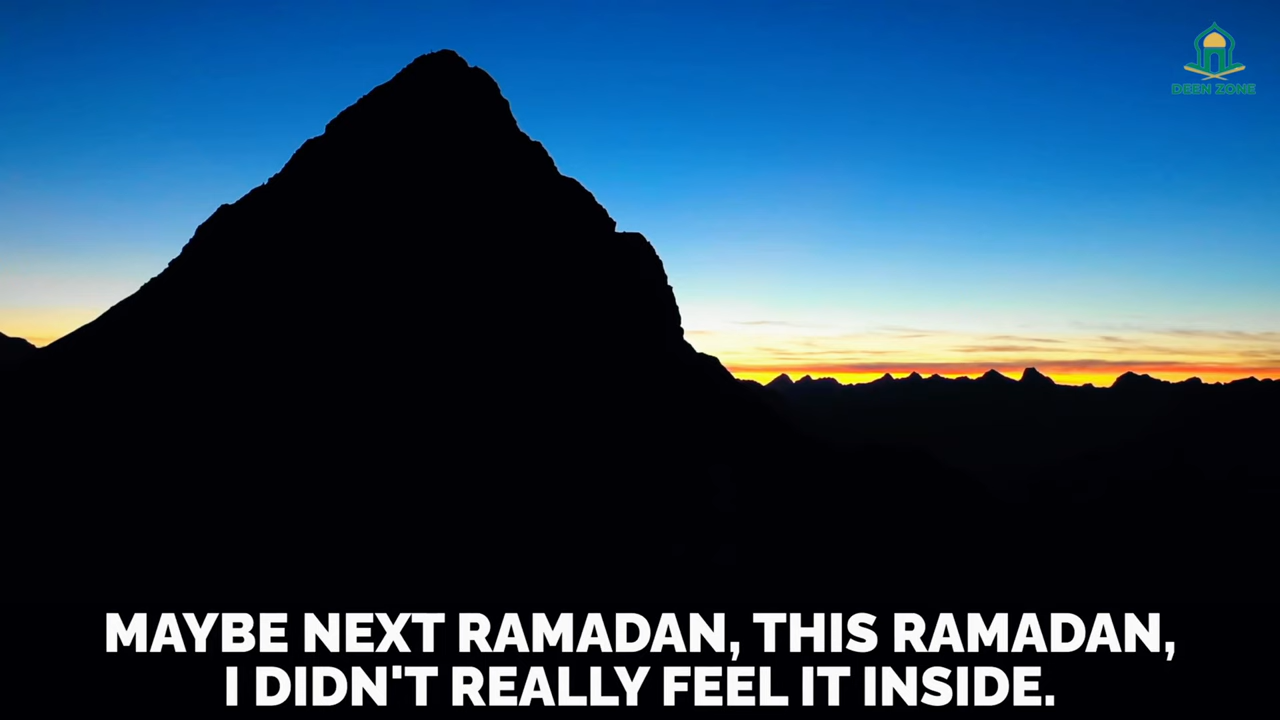 DEEN ZONE
MAYBE NEXT RAMADAN, THIS RAMADAN,
I DIDN'T REALLY FEEL IT INSIDE.